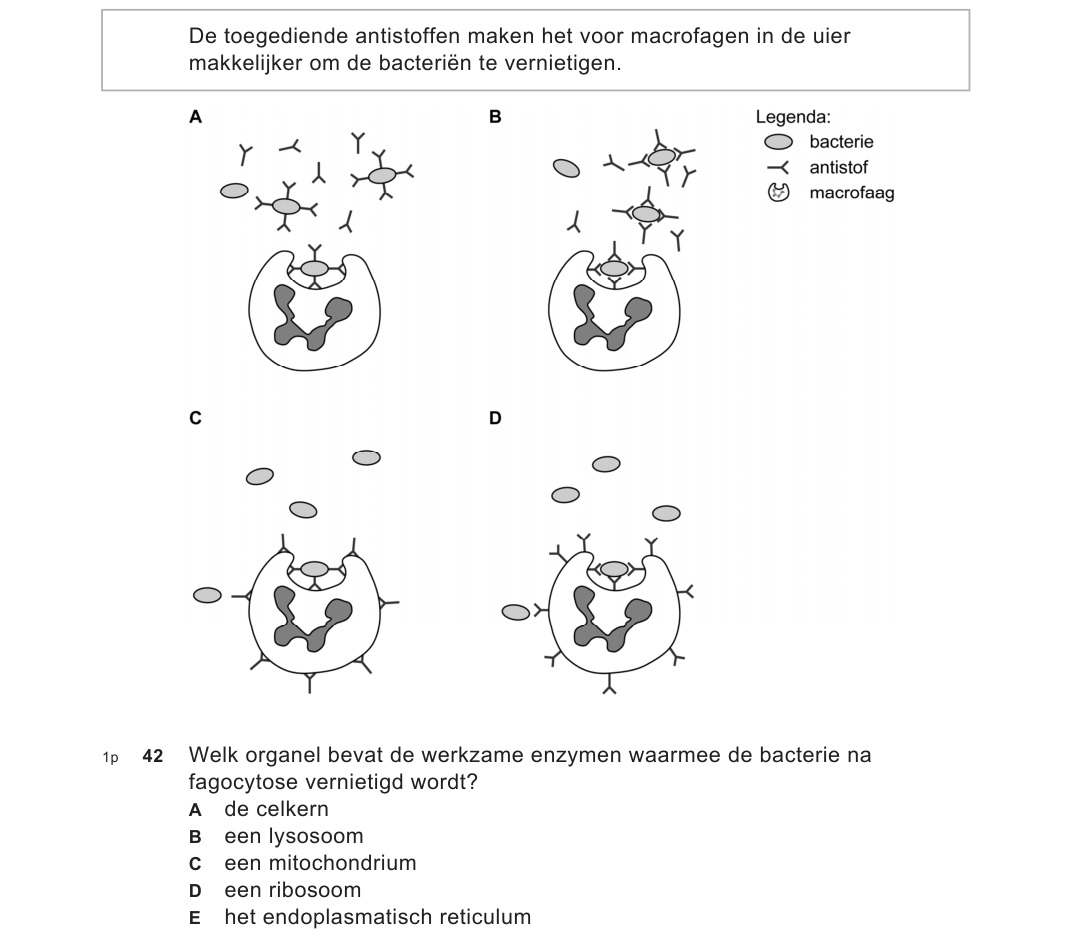 De toegediende antistoffen maken het voor macrofagen in de uier
makkelijker om de bacteriën te vernietigen.
A
B
Legenda:
bacterie
antistof
macrofaag
C
D
1p 42 Welk organel bevat de werkzame enzymen waarmee de bacterie na
fagocytose vernietigd wordt?
A de celkern
B een lysosoom
C een mitochondrium
D een ribosoom
E het endoplasmatisch reticulum